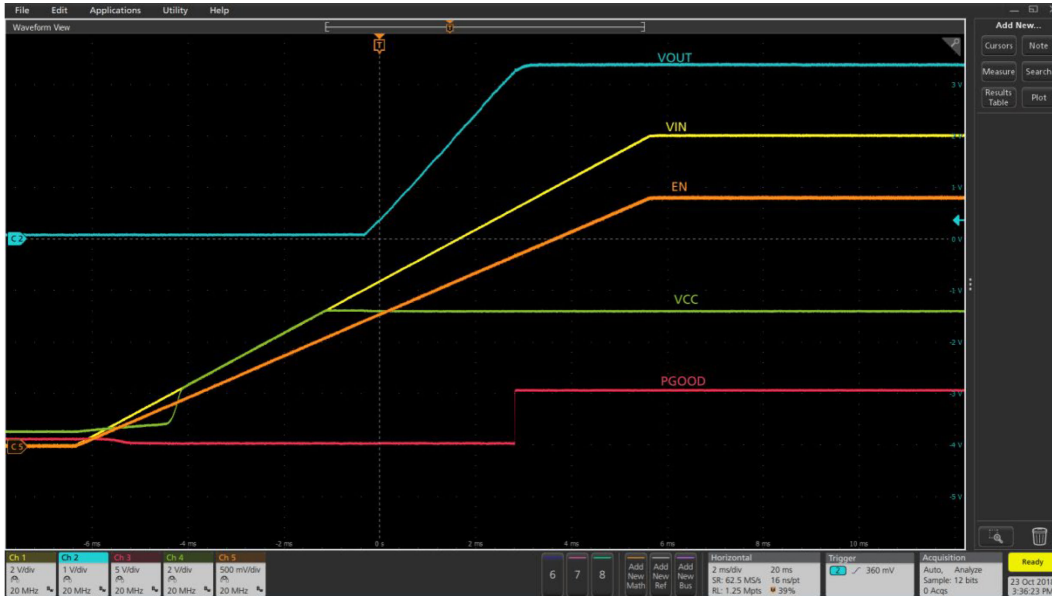 File Edit Applications Utility Help
Waveform View
Add New...
Cursors Note
Measure Search
Results Table Plot
T
T
VOUT
3 V
VIN
EN
1 V
C 2
0 V
-1 V
VCC
-2 V
PGOOD
-3 V
C 5
-4 V
-5 V
-6 ms -4 ms -2 ms 0 s 2 ms 4 ms 6 ms 8 ms 10 ms
Ch 1
2 V/div
20 MHz
Ch 2
1 V/div
20 MHz
Ch 3
5 V/div
20 MHz
Ch 4
2 V/div
20 MHz
Ch 5
500 mV/div
20 MHz
6 7 8
Add New Math
Add New Ref
Add New Bus
Horizontal
2 ms/div 20 ms
SR: 62.5 MS/s 16 ns/pt
RL: 1.25 Mpts 39%
Trigger
2 360 mV
Acquisition
Auto, Analyze
Sample: 12 bits
0 Acqs
Ready
3:36:23 PM